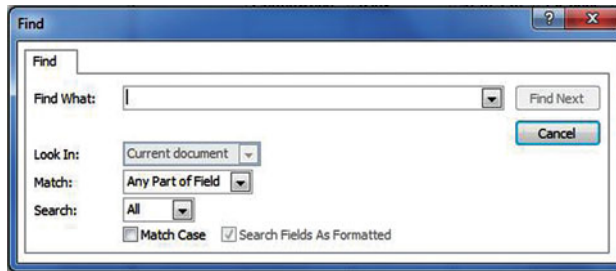 Find
Find
Find What:
Find Next
Cancel
Look In: Current document
Match: Any Part of Field
Search: All
Match Case Search Fields As Formatted